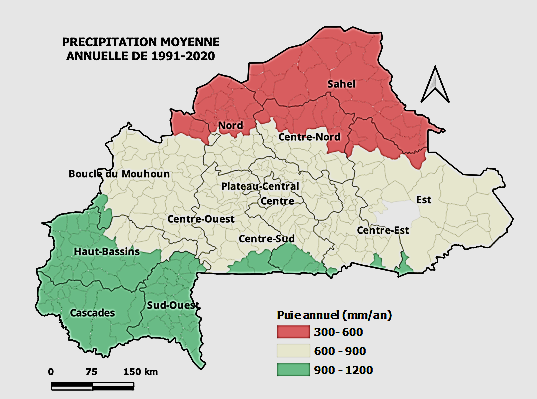 PRECIPITATION MOYENNE
ANNUELLE DE 1991-2020
Sahel
Nord
Centre-Nord
Boucle du Mouhoun
Plateau-Central
Centre
Est
Centre-Ouest
Centre-Est
Centre-Sud
Haut-Bassins
Sud-Ouest
Cascades
Puie annuel (mm/an)
300- 600
600 - 900
900 - 1200
0 75 150 km